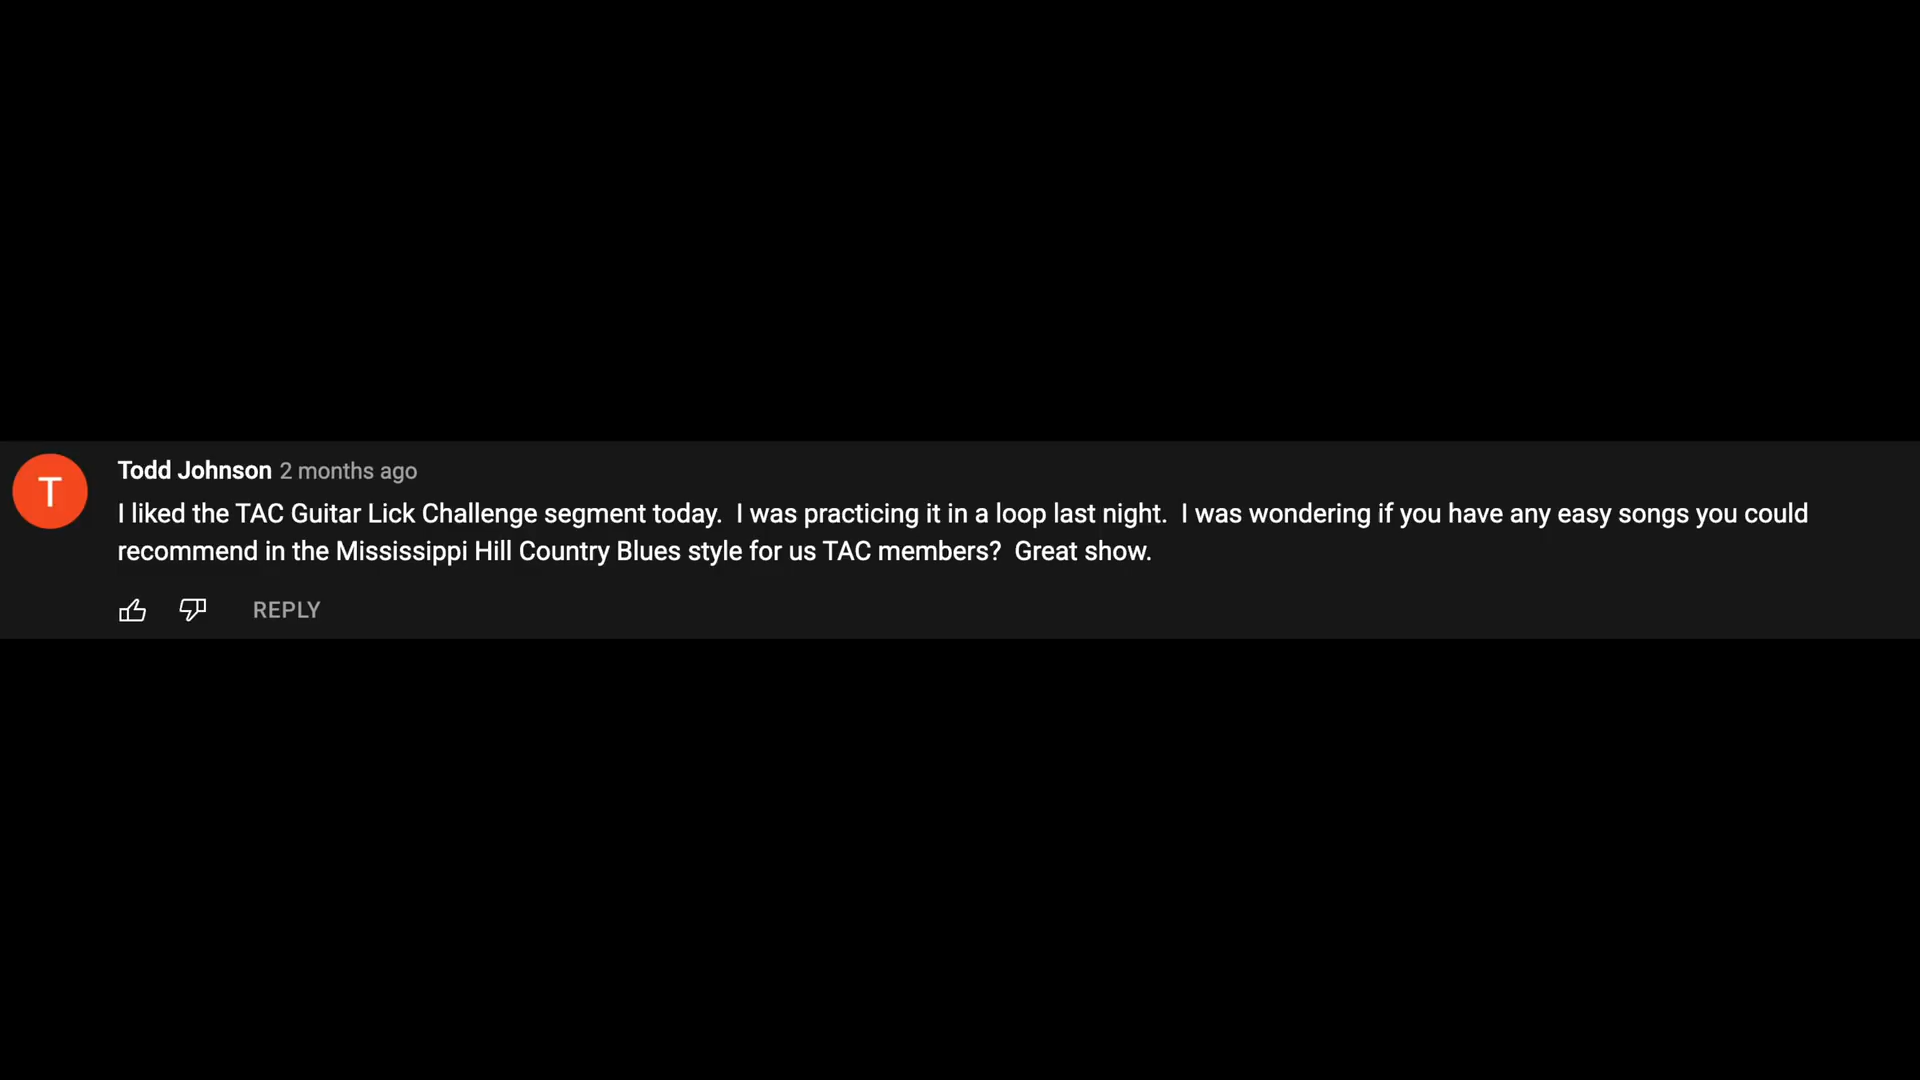 T
Todd Johnson 2 months ago
I liked the TAC Guitar Lick Challenge segment today.  I was practicing it in a loop last night.  I was wondering if you have any easy songs you could
recommend in the Mississippi Hill Country Blues style for us TAC members?  Great show.
REPLY